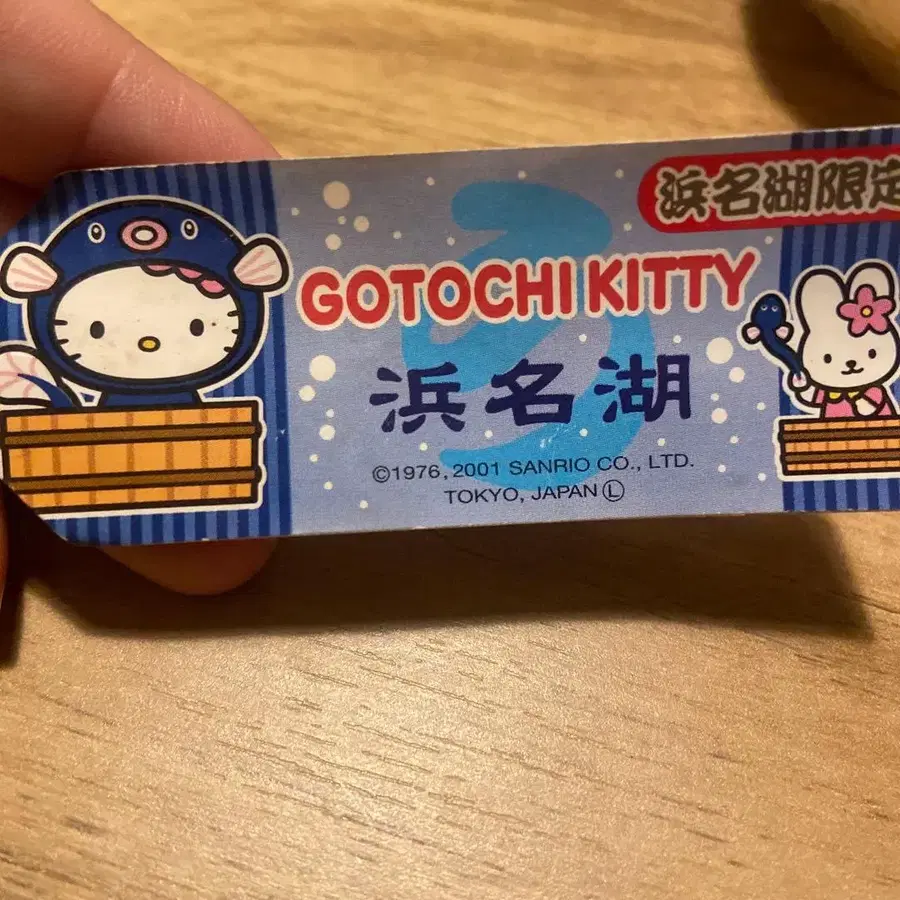 浜名湖限定
GOTOCHI KITTY
浜名湖
©1976, 2001 SANRIO CO., LTD.
TOKYO, JAPAN Ⓛ